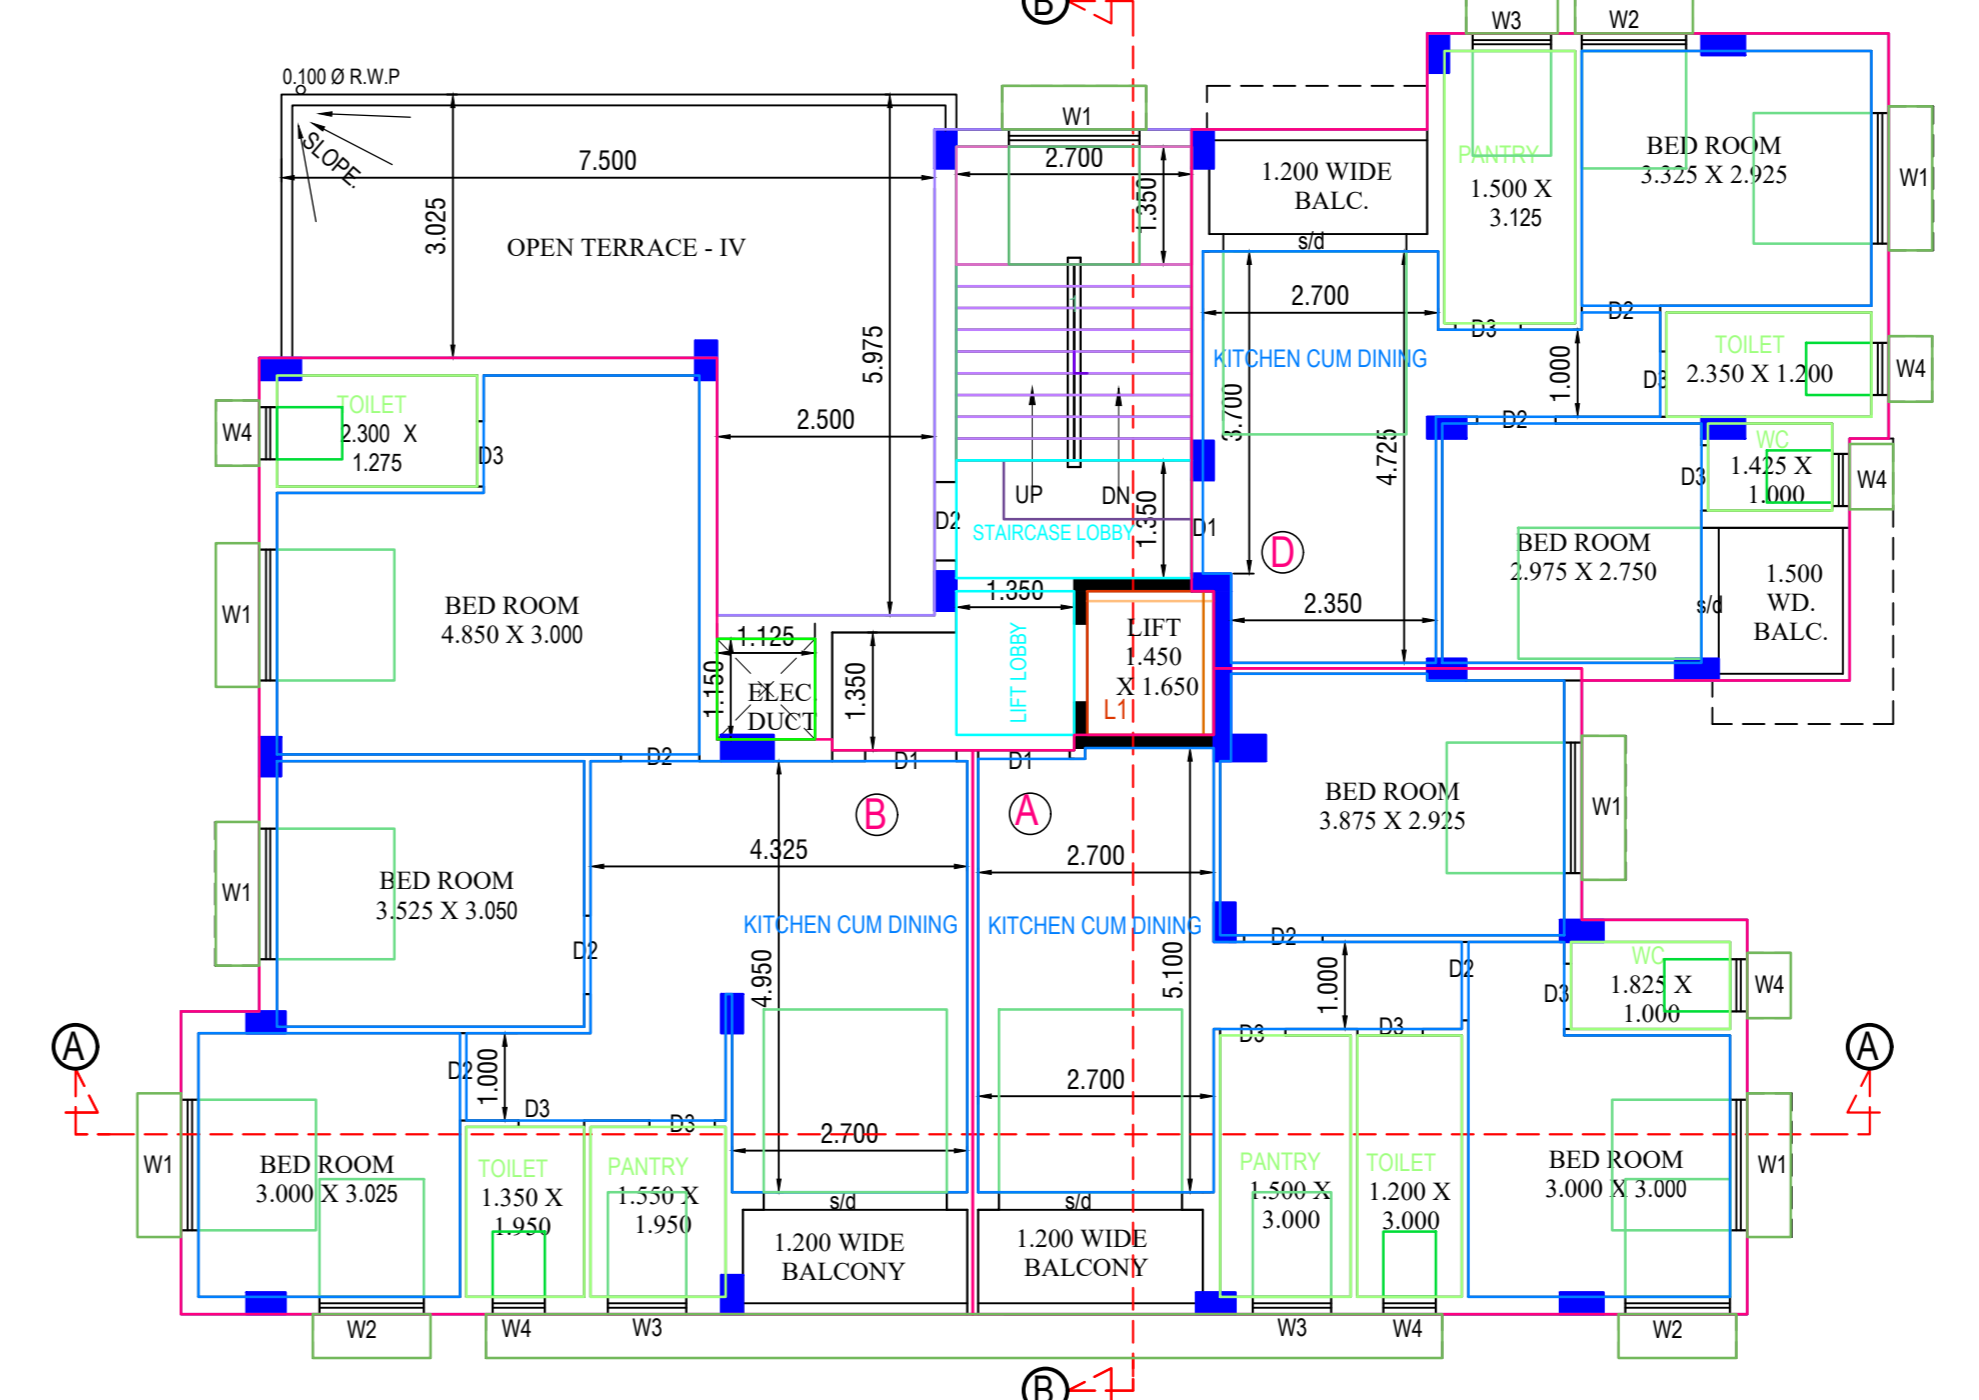 B
W3
W2
0.100 Ø R.W.P
SLOPE.
7.500
3.025
OPEN TERRACE - IV
5.975
2.500
W1
2.700
1.350
UP
DN
STAIRCASE LOBBY
1.350
D2
D1
1.200 WIDE
BALC.
s/d
2.700
KITCHEN CUM DINING
3.700
4.725
D
2.350
PANTRY
1.500 X
3.125
BED ROOM
3.325 X 2.925
W1
D3
D2
1.000
TOILET
2.350 X 1.200
D3
W4
D2
WC
1.425 X
1.000
D3
W4
BED ROOM
2.975 X 2.750
s/d
1.500
WD.
BALC.
TOILET
2.300 X
1.275
W4
D3
BED ROOM
4.850 X 3.000
W1
1.125
1.150
ELEC.
DUCT
1.350
1.350
LIFT LOBBY
LIFT
1.450
X 1.650
L1
D2
D1
D1
B
A
4.325
2.700
KITCHEN CUM DINING
KITCHEN CUM DINING
4.950
5.100
BED ROOM
3.875 X 2.925
W1
BED ROOM
3.525 X 3.050
W1
D2
D2
1.000
D2
WC
1.825 X
1.000
D3
W4
A
A
D2
1.000
D3
D3
D3
D3
2.700
2.700
W1
BED ROOM
3.000 X 3.025
TOILET
1.350 X
1.950
PANTRY
1.550 X
1.950
s/d
1.200 WIDE
BALCONY
s/d
1.200 WIDE
BALCONY
PANTRY
1.500 X
3.000
TOILET
1.200 X
3.000
BED ROOM
3.000 X 3.000
W1
W2
W4
W3
W3
W4
W2
B